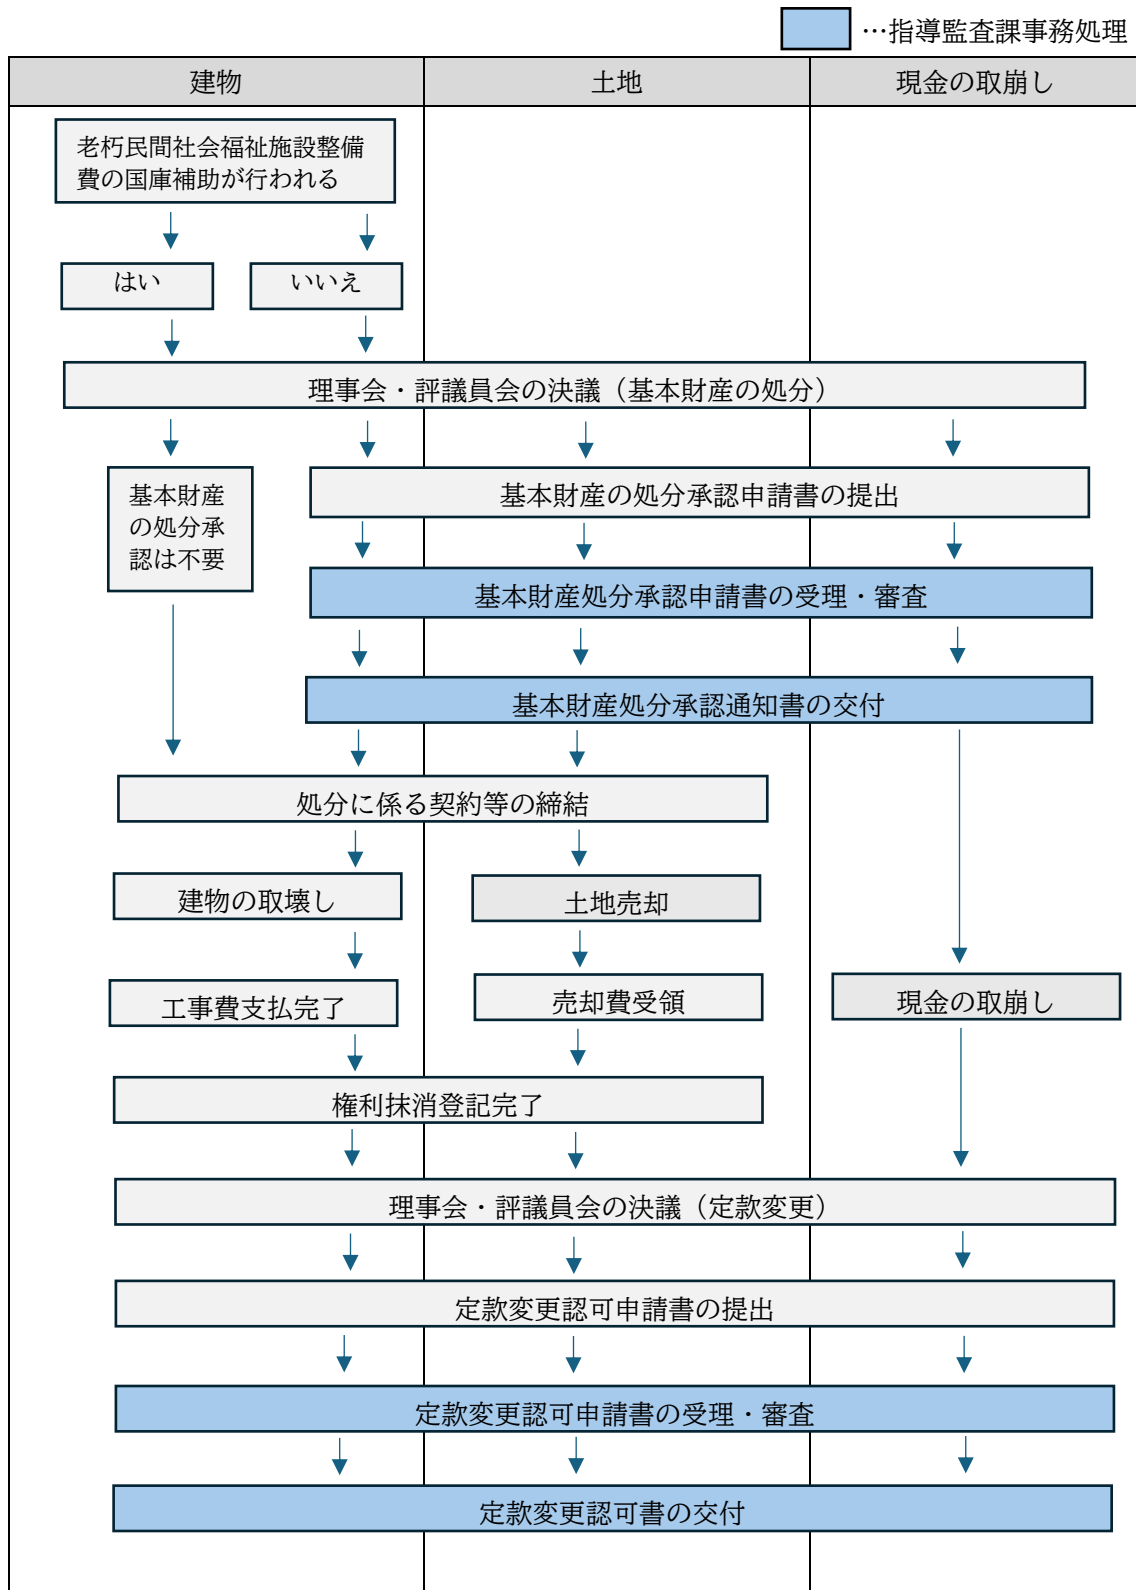 …指導監査課事務処理
建物
土地
現金の取崩し
老朽民間社会福祉施設整備
費の国庫補助が行われる
はい
いいえ
理事会・評議員会の決議（基本財産の処分）
基本財産
の処分承
認は不要
基本財産の処分承認申請書の提出
基本財産処分承認申請書の受理・審査
基本財産処分承認通知書の交付
処分に係る契約等の締結
建物の取壊し
土地売却
工事費支払完了
売却費受領
現金の取崩し
権利抹消登記完了
理事会・評議員会の決議（定款変更）
定款変更認可申請書の提出
定款変更認可申請書の受理・審査
定款変更認可書の交付